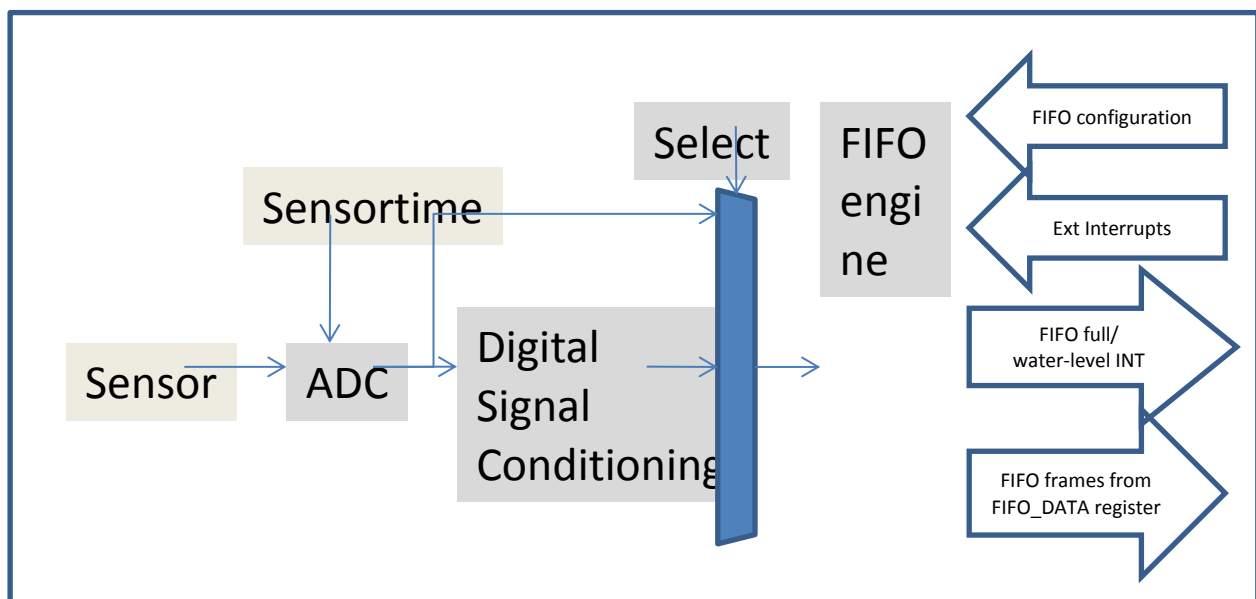 Select
FIFO
engi
ne
FIFO configuration
Sensortime
Ext Interrupts
Sensor
ADC
Digital
Signal
Conditioning
FIFO full/
water-level INT
FIFO frames from
FIFO_DATA register